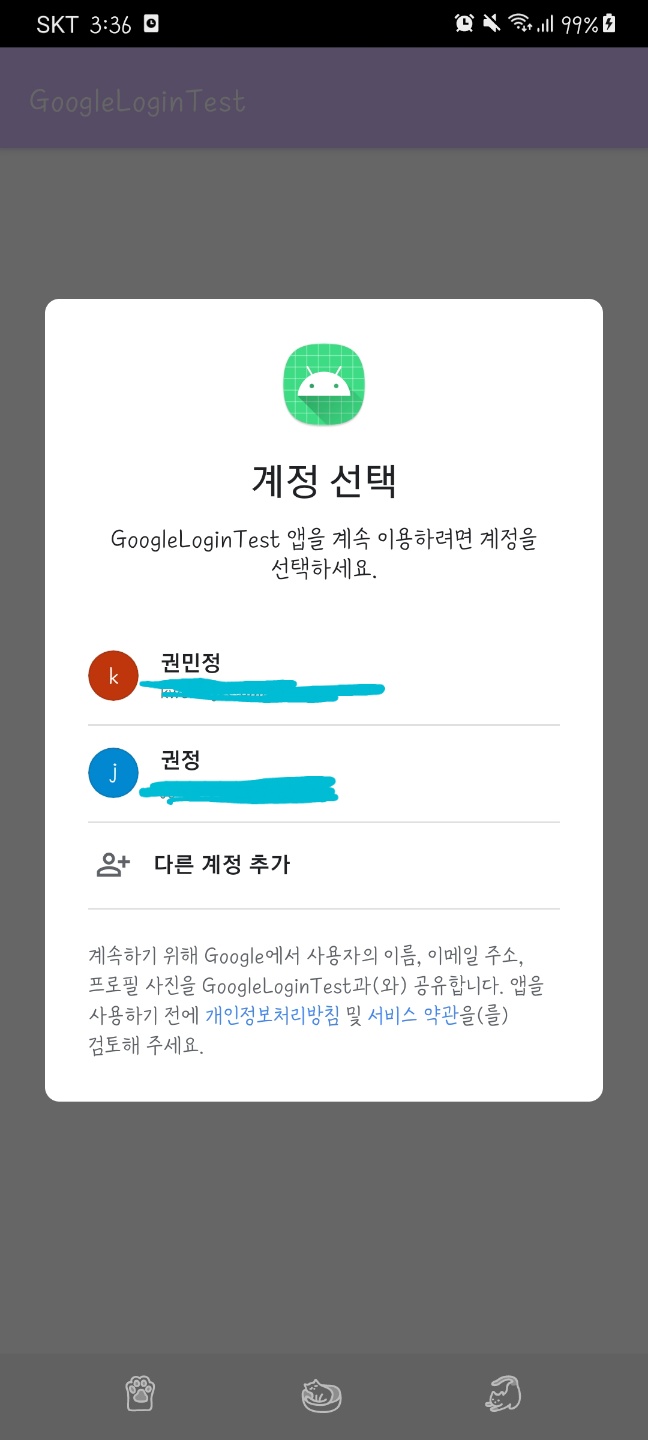 SKT 3:36
99%
GoogleLoginTest
계정 선택
GoogleLoginTest 앱을 계속 이용하려면 계정을
선택하세요.
k
권민정
j
권정
다른 계정 추가
계속하기 위해 Google에서 사용자의 이름, 이메일 주소,
프로필 사진을 GoogleLoginTest과(와) 공유합니다. 앱을
사용하기 전에 개인정보처리방침 및 서비스 약관을(를)
검토해 주세요.